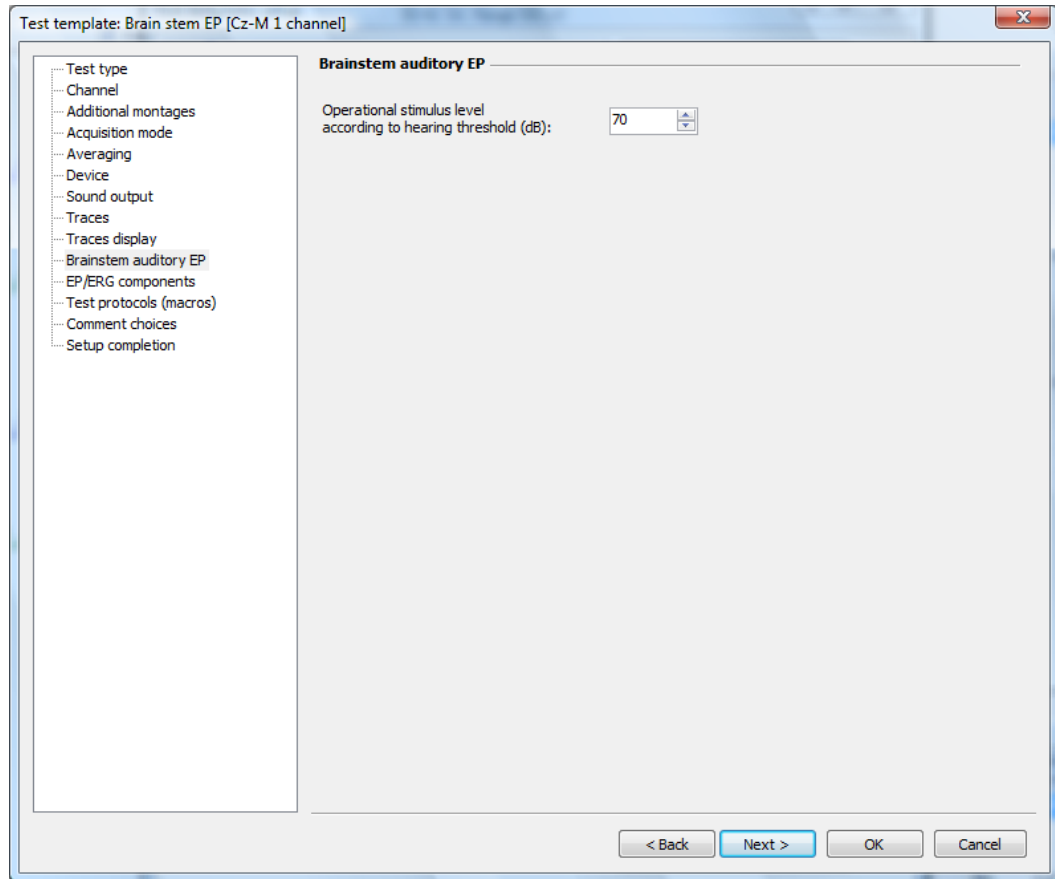 Test template: Brain stem EP [Cz-M 1 channel]
Test type
Channel
Additional montages
Acquisition mode
Averaging
Device
Sound output
Traces
Traces display
Brainstem auditory EP
EP/ERG components
Test protocols (macros)
Comment choices
Setup completion
Brainstem auditory EP
Operational stimulus level
according to hearing threshold (dB):
70
< Back
Next >
OK
Cancel